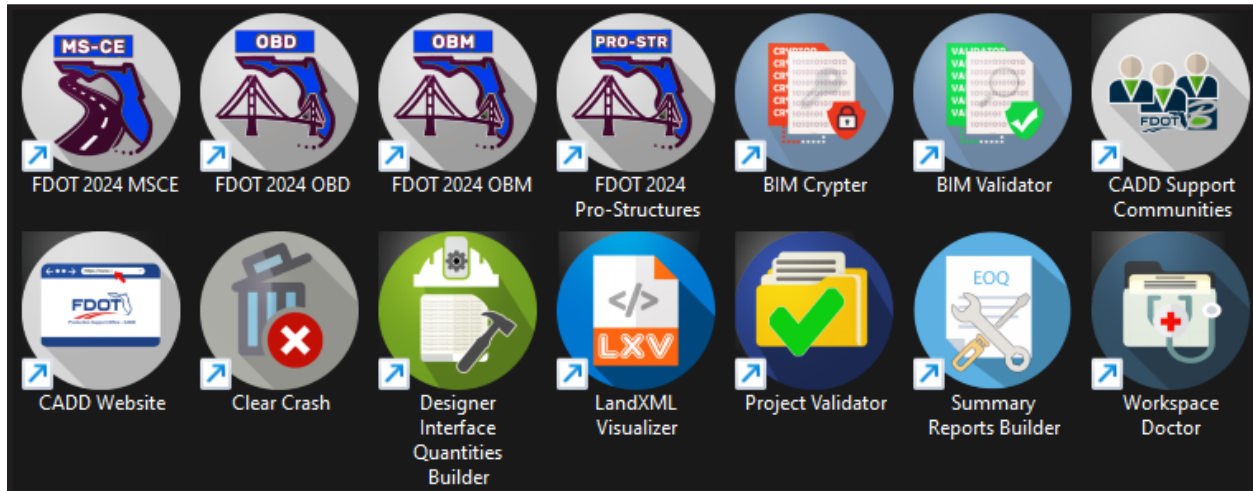 MS-CE
OBD
OBM
PRO-STR
FDOT
FDOT 2024 MSCE
FDOT 2024 OBD
FDOT 2024 OBM
FDOT 2024
Pro-Structures
BIM Crypter
BIM Validator
CADD Support
Communities
FDOT
EOQ
</>
LXV
CADD Website
Clear Crash
Designer
Interface
Quantities
Builder
LandXML
Visualizer
Project Validator
Summary
Reports Builder
Workspace
Doctor